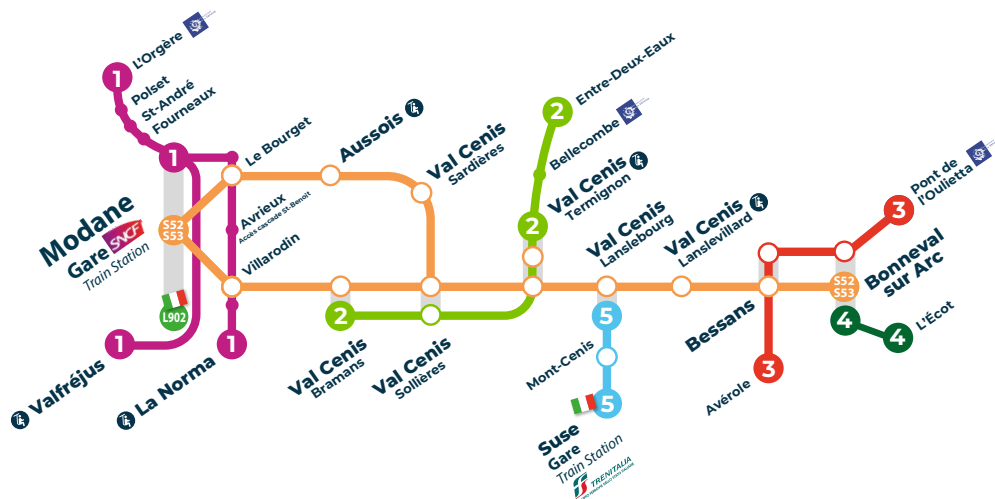 L'Orgère
1
Polset
St-André
Fourneaux
1
Le Bourget
Aussois
Val Cenis
Sardières
2
Entre-Deux-Eaux
Bellecombe
Val Cenis
Termignon
2
Val Cenis
Lanslebourg
Val Cenis
Lanslevillard
Pont de
l'Oulietta
3
Modane
Gare
SNCF
Train Station
S52
S53
Avrieux
Accès cascade St-Benoit
Villarodin
L902
S52
S53
Bonneval
sur Arc
1
Valfréjus
1
La Norma
2
Val Cenis
Bramans
Val Cenis
Sollières
5
Mont-Cenis
5
Suse
Gare
Train Station
TRENITALIA
Bessans
3
Avérole
4
4
L'Écot